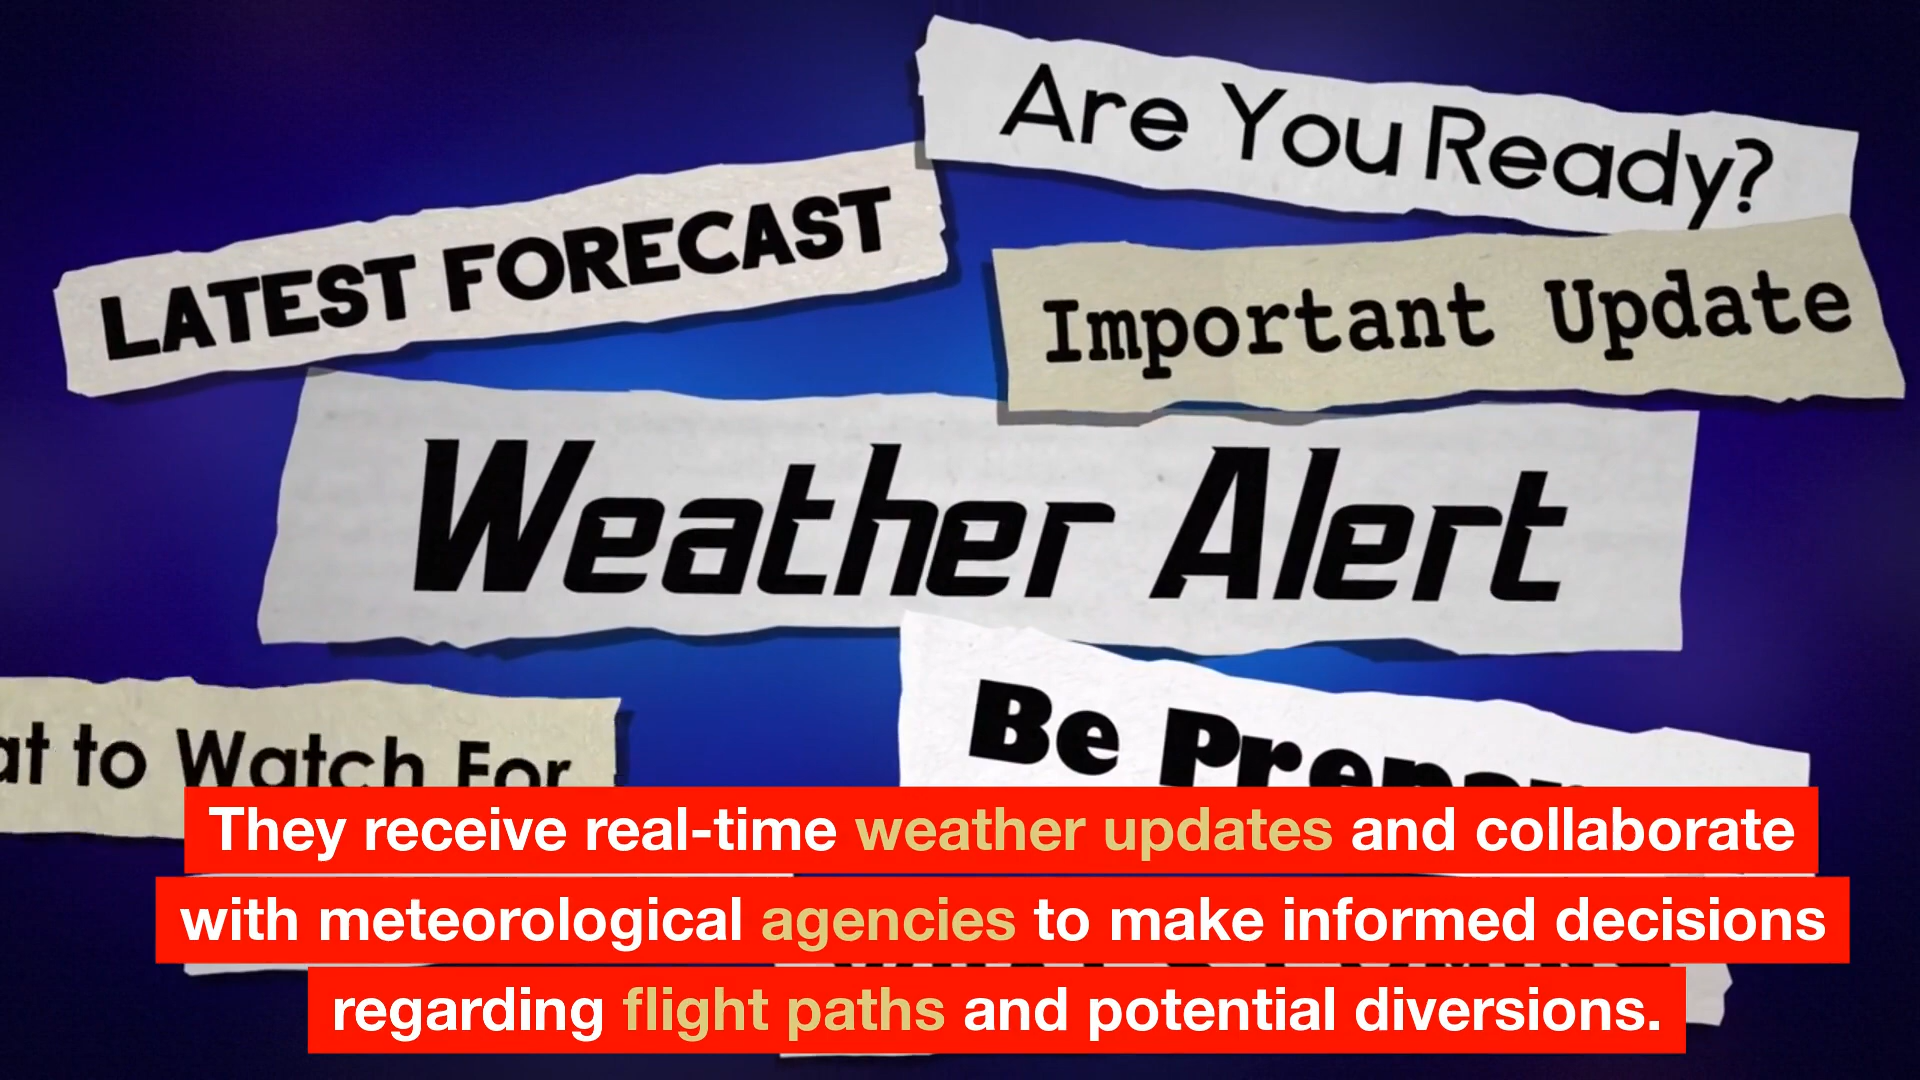 Are You Ready?
LATEST FORECAST
Important Update
Weather Alert
to Watch For
Be
They receive real-time weather updates and collaborate
with meteorological agencies to make informed decisions
regarding flight paths and potential diversions.